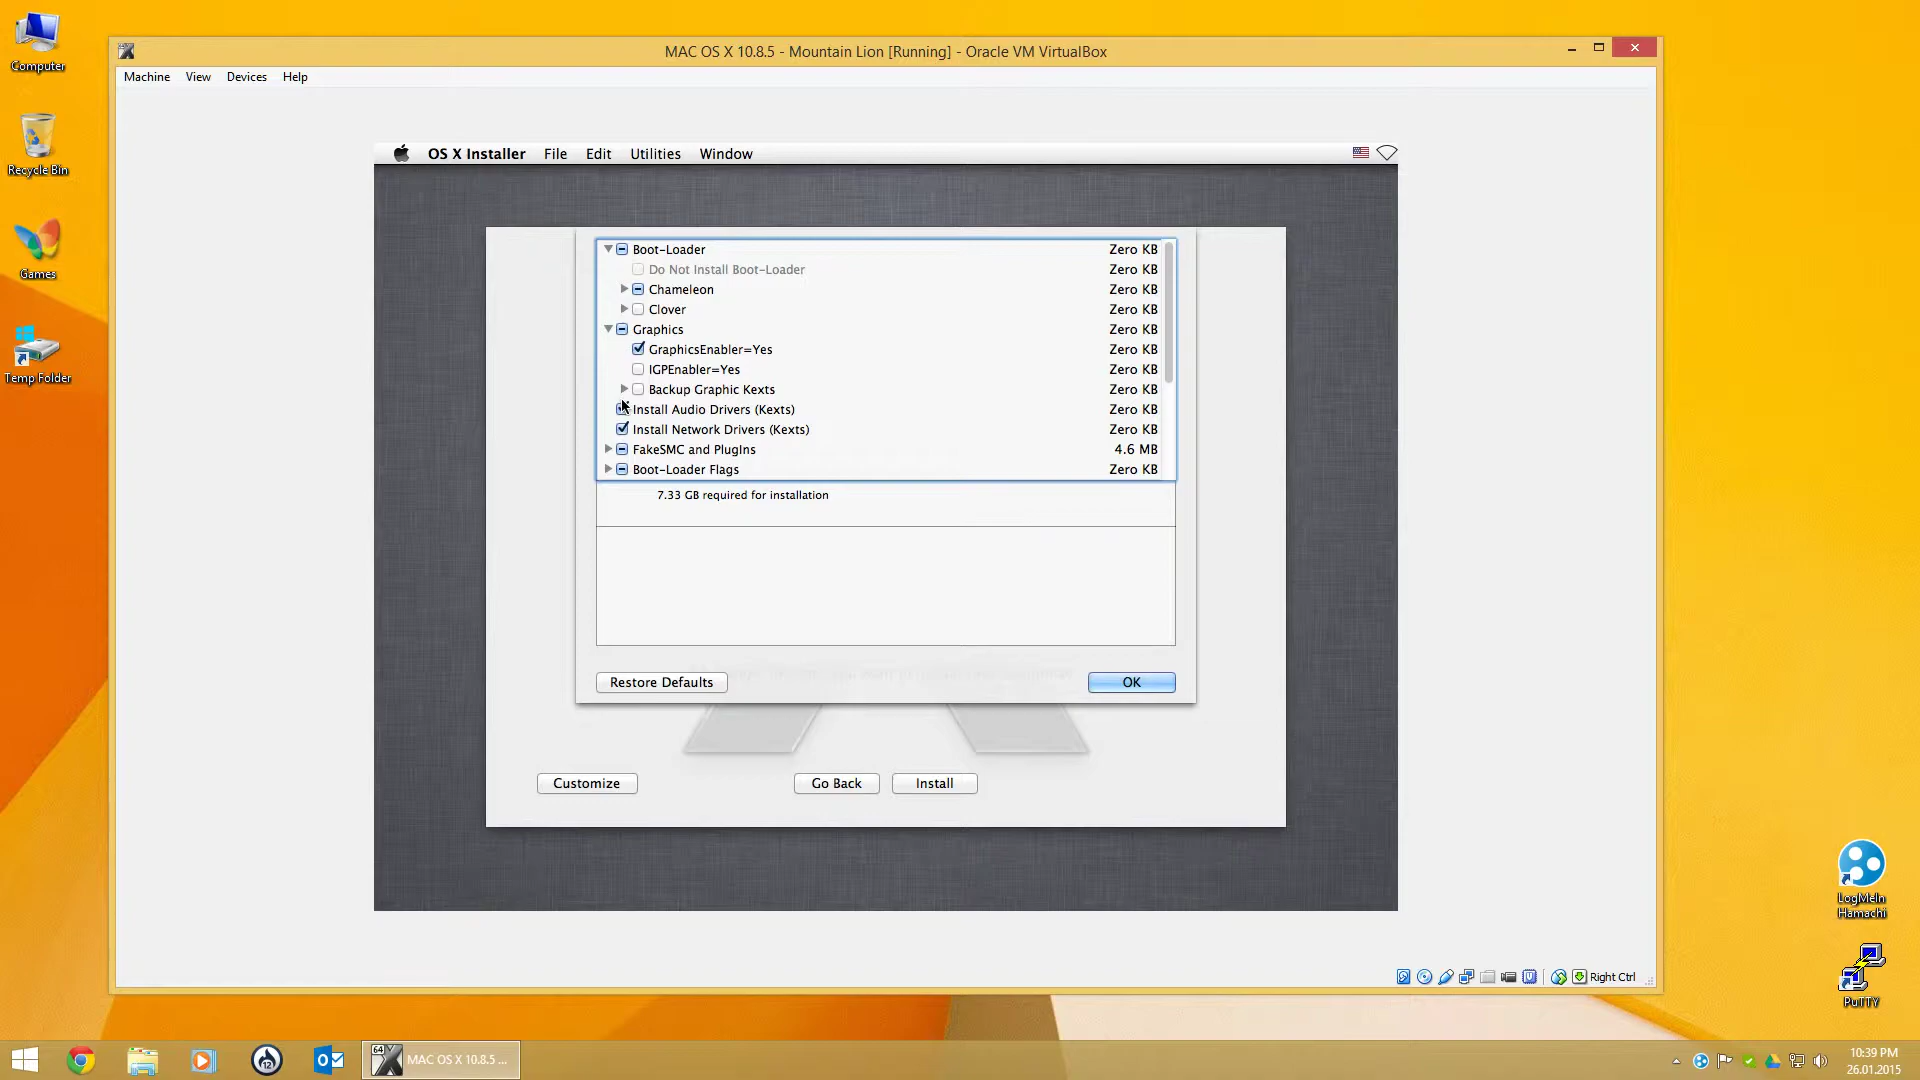 Computer
Recycle Bin
Games
Temp Folder
MAC OS X 10.8.5 - Mountain Lion [Running] - Oracle VM VirtualBox
Machine View Devices Help
OS X Installer File Edit Utilities Window
Boot-Loader Zero KB
Do Not Install Boot-Loader Zero KB
Chameleon Zero KB
Clover Zero KB
Graphics Zero KB
GraphicsEnabler=Yes Zero KB
IGPEnabler=Yes Zero KB
Backup Graphic Kexts Zero KB
Install Audio Drivers (Kexts) Zero KB
Install Network Drivers (Kexts) Zero KB
FakeSMC and PlugIns 4.6 MB
Boot-Loader Flags Zero KB
7.33 GB required for installation
Restore Defaults OK
Customize Go Back Install
LogMeIn
Hamachi
PuTTY
Right Ctrl
64
12
MAC OS X 10.8.5 ...
10:39 PM
26.01.2015